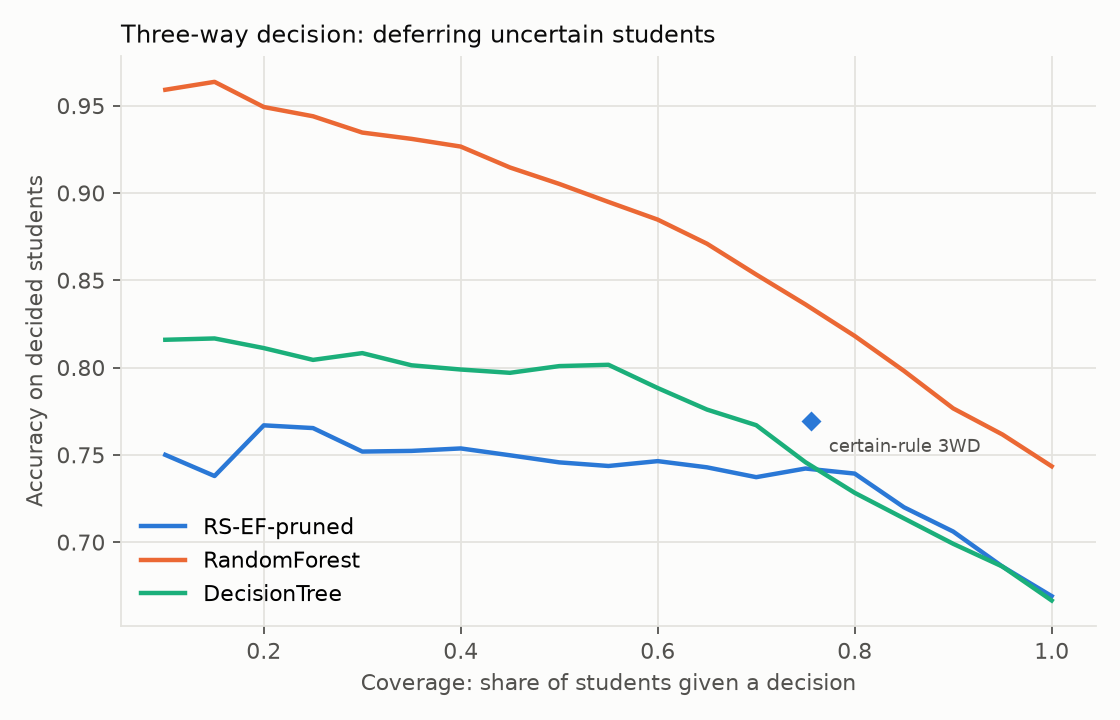 Three-way decision: deferring uncertain students
Accuracy on decided students
0.95
0.90
0.85
0.80
0.75
0.70
certain-rule 3WD
RS-EF-pruned
RandomForest
DecisionTree
0.2 0.4 0.6 0.8 1.0
Coverage: share of students given a decision